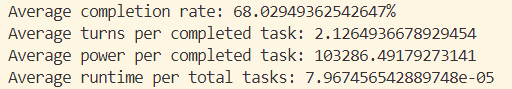 Average completion rate: 68.02949362542647%
Average turns per completed task: 2.1264936678929454
Average power per completed task: 103286.49179273141
Average runtime per total tasks: 7.967456542889748e-05